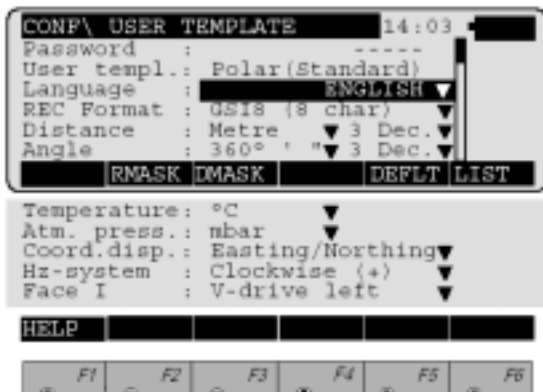 CONF\ USER TEMPLATE 14:03
Password : -----
User templ.: Polar(Standard)
Language : ENGLISH ▼
REC Format : GSI8 (8 char) ▼
Distance : Metre ▼ 3 Dec.▼
Angle : 360° ' "▼ 3 Dec.▼
RMASK DMASK DEFLT LIST
Temperature: °C ▼
Atm. press.: mbar ▼
Coord.disp.: Easting/Northing▼
Hz-system : Clockwise (+) ▼
Face I : V-drive left ▼
HELP
F1 F2 F3 F4 F5 F6